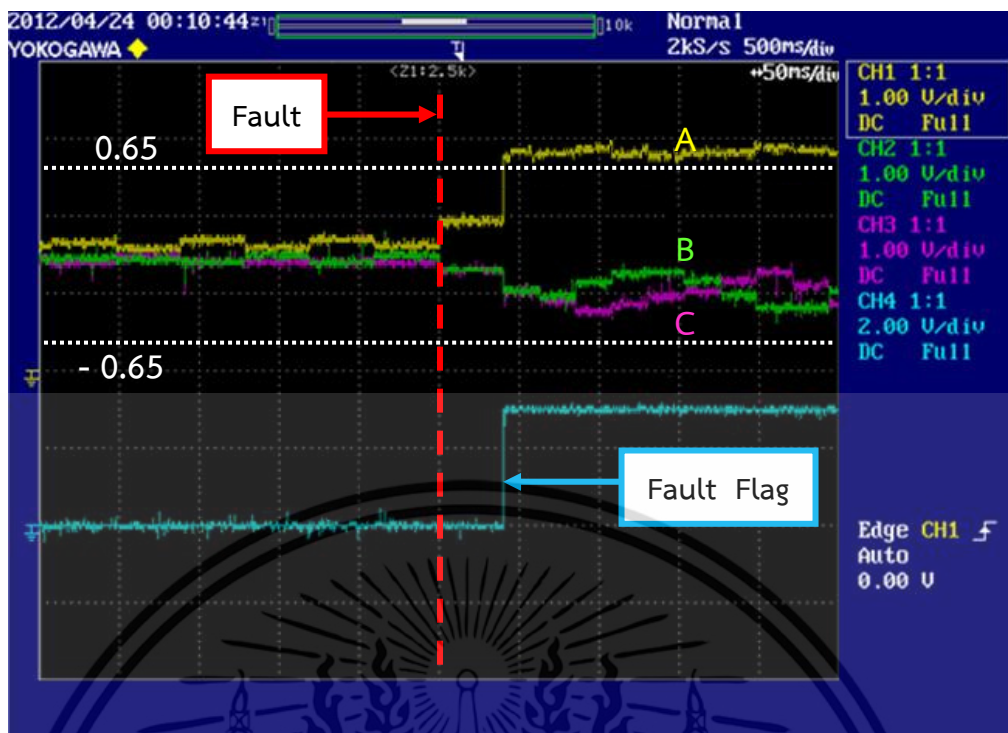 2012/04/24 00:10:44 Z1 10k Normal
YOKOGAWA 2kS/s 500ms/div
<Z1:2.5k> 50ms/div
CH1 1:1
1.00 V/div
DC Full
CH2 1:1
1.00 V/div
DC Full
CH3 1:1
1.00 V/div
DC Full
CH4 1:1
2.00 V/div
DC Full
Fault
0.65
A
B
C
- 0.65
Fault Flag
Edge CH1
Auto
0.00 V